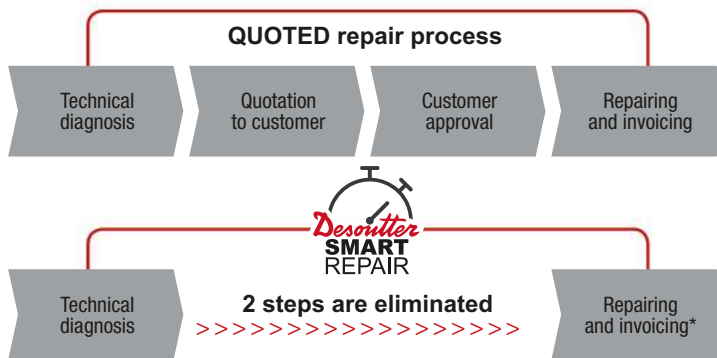 QUOTED repair process
Technical
diagnosis
Quotation
to customer
Customer
approval
Repairing
and invoicing
Desoutter
SMART
REPAIR
Technical
diagnosis
2 steps are eliminated
> > > > > > > > > > > > > > > > > >
Repairing
and invoicing*